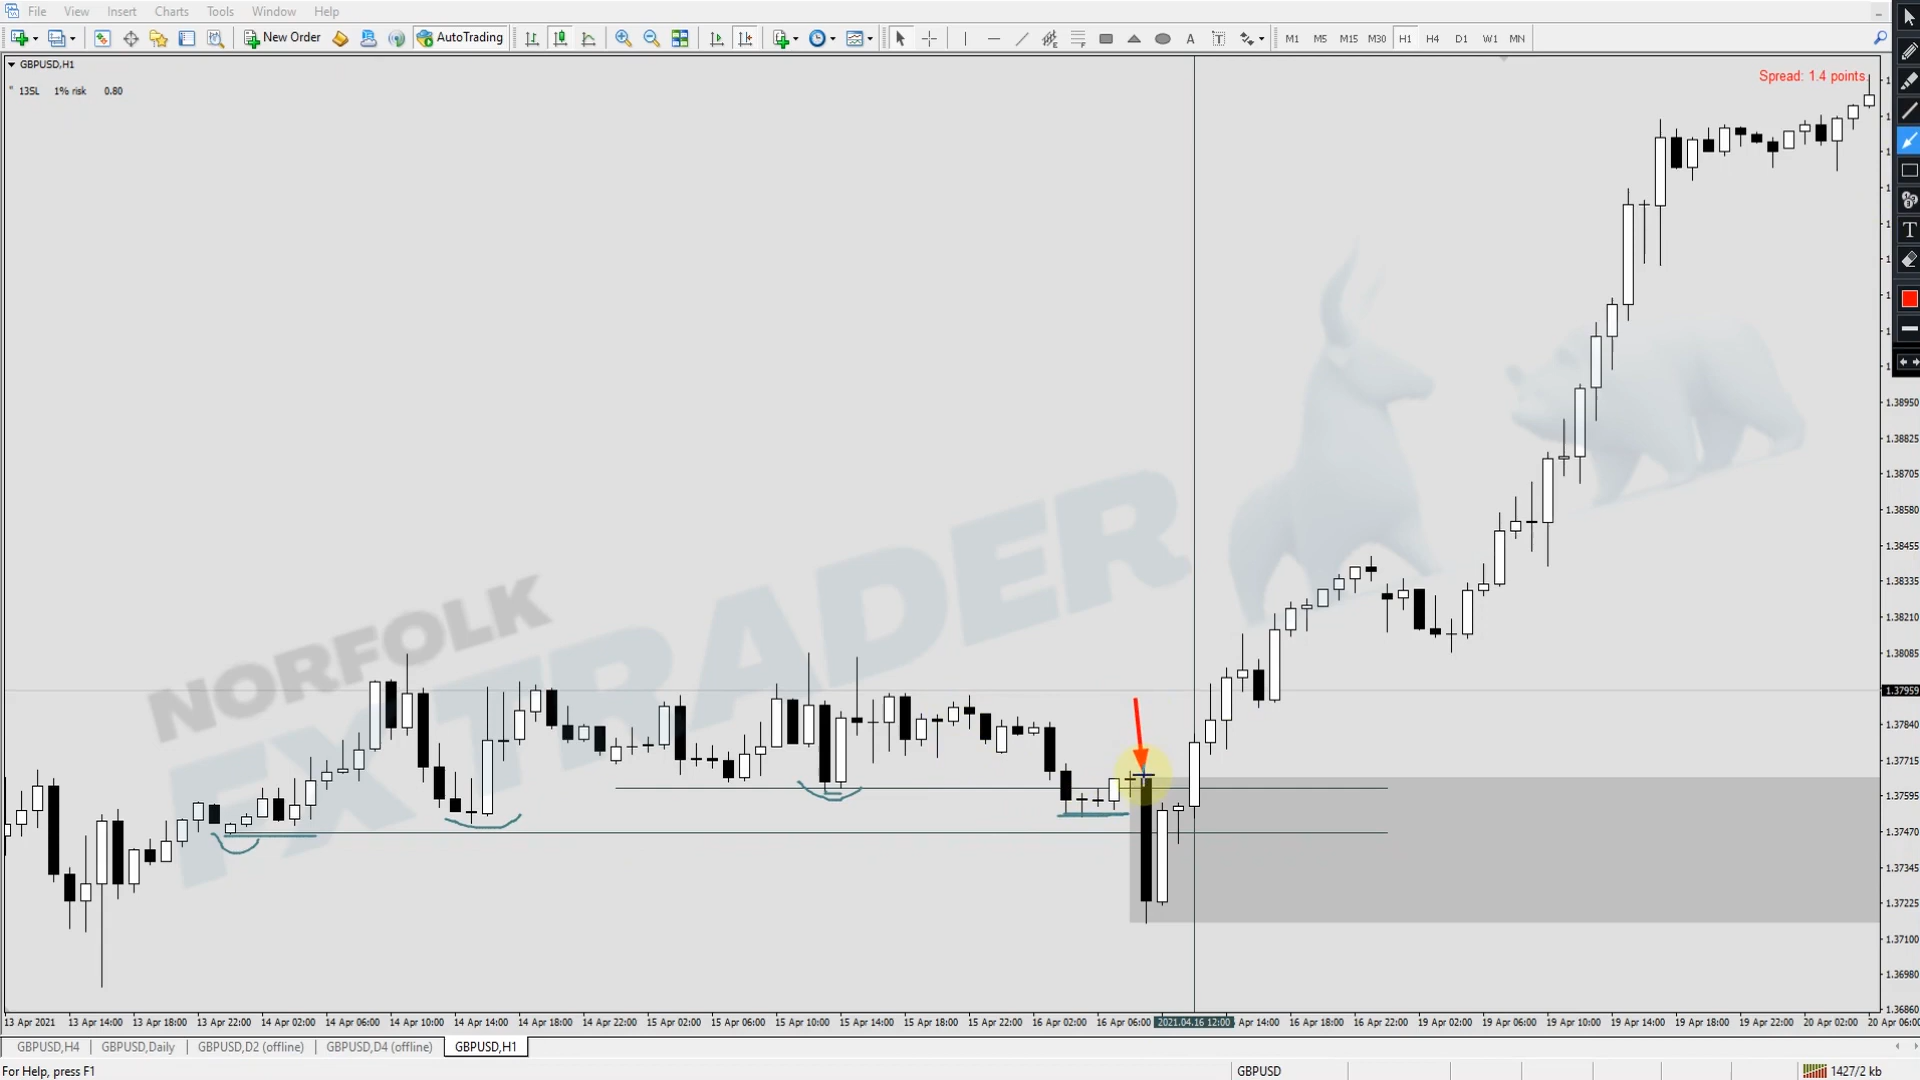 File View Insert Charts Tools Window Help
New Order AutoTrading A T M1 M5 M15 M30 H1 H4 D1 W1 MN
GBPUSD,H1
Spread: 1.4 points
13SL 1% risk 0.80
T
1.38950
1.38825
1.38705
1.38580
1.38455
1.38335
1.38210
1.38085
1.37959
1.37840
1.37715
1.37595
1.37470
1.37345
1.37225
1.37100
1.36980
1.36860
NORFOLK
FXTRADER
13 Apr 2021 13 Apr 14:00 13 Apr 18:00 13 Apr 22:00 14 Apr 02:00 14 Apr 06:00 14 Apr 10:00 14 Apr 14:00 14 Apr 18:00 14 Apr 22:00 15 Apr 02:00 15 Apr 10:00 15 Apr 14:00 15 Apr 18:00 15 Apr 22:00 16 Apr 02:00 16 Apr 06:00 2021.04.16 12:00 Apr 14:00 16 Apr 18:00 16 Apr 22:00 19 Apr 02:00 19 Apr 06:00 19 Apr 10:00 19 Apr 14:00 19 Apr 18:00 19 Apr 22:00 20 Apr 02:00 20 Apr 06:00
GBPUSD,H4 GBPUSD,Daily GBPUSD,D2 (offline) GBPUSD,D4 (offline) GBPUSD,H1
For Help, press F1 GBPUSD 1427/2 kb